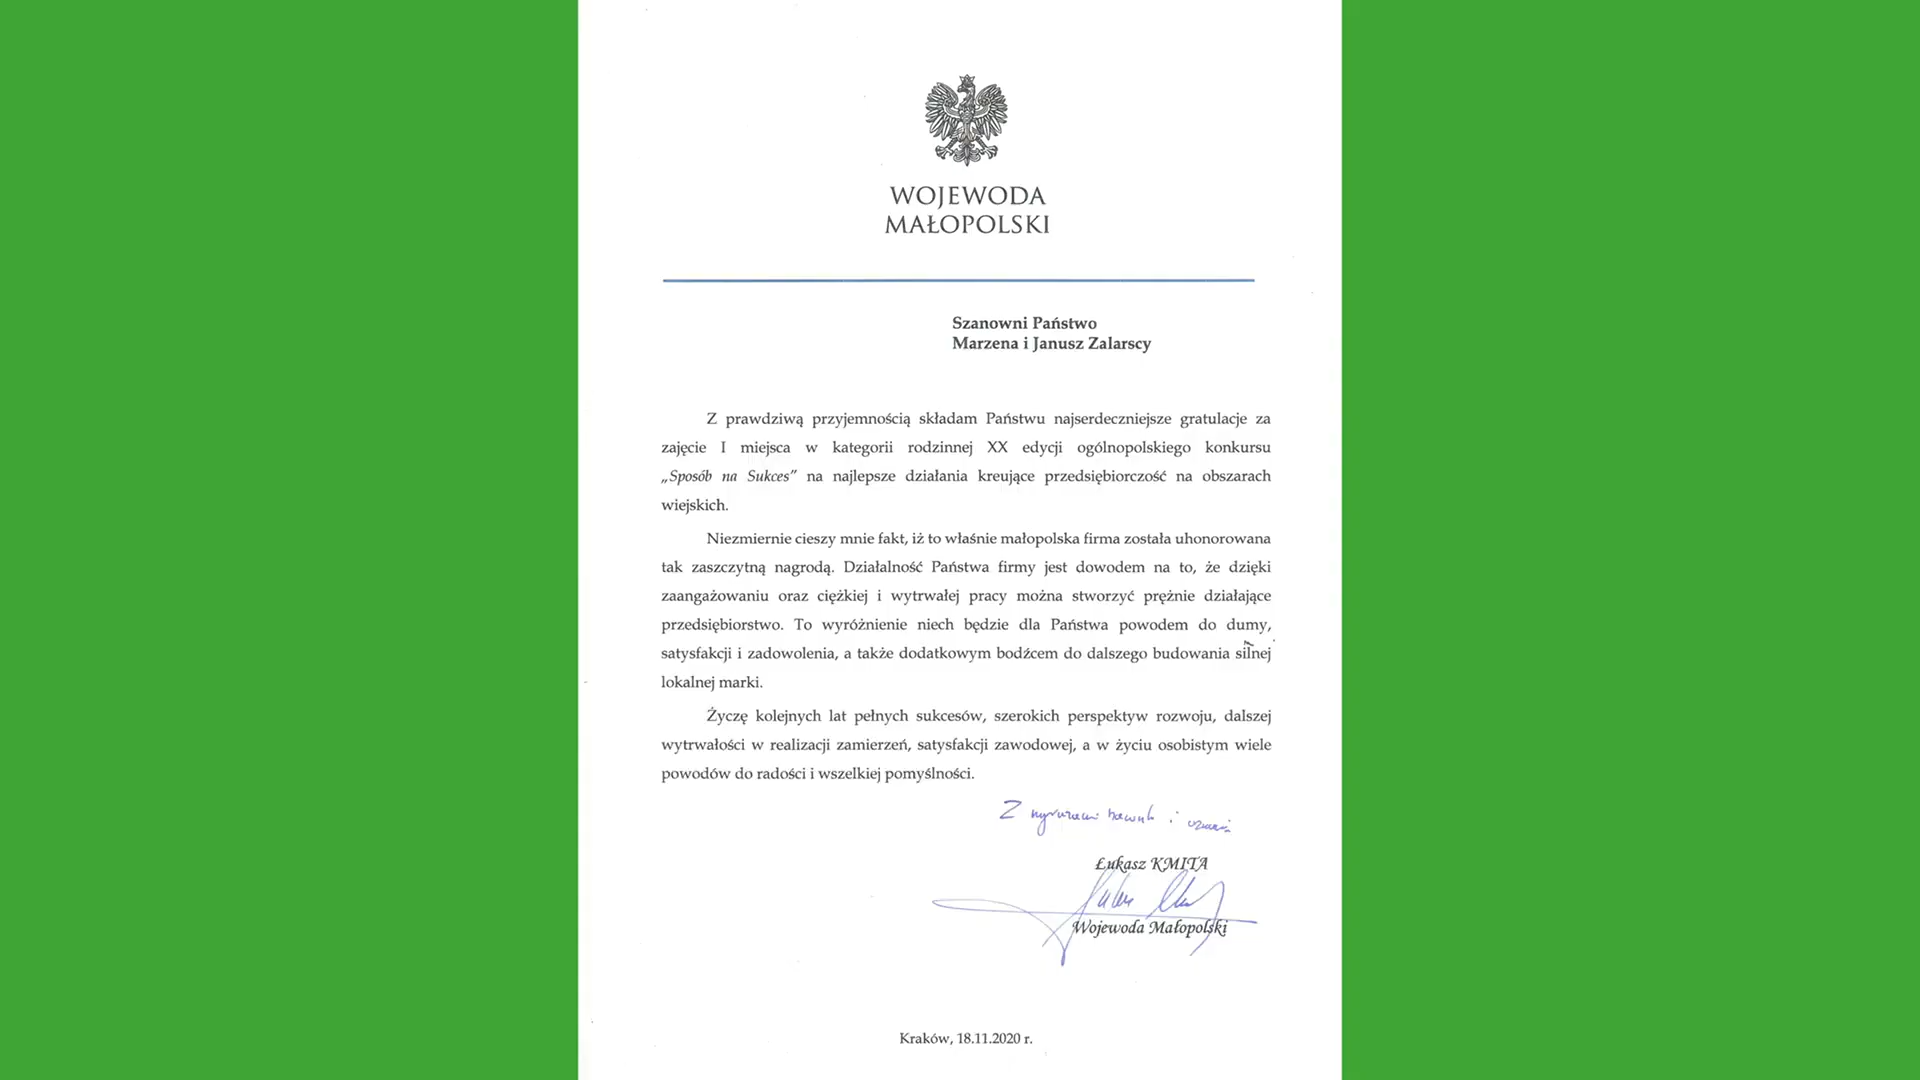 WOJEWODA
MAŁOPOLSKI
Szanowni Państwo
Marzena i Janusz Zalarscy
Z prawdziwą przyjemnością składam Państwu najserdeczniejsze gratulacje za
zajęcie I miejsca w kategorii rodzinnej XX edycji ogólnopolskiego konkursu
„Sposób na Sukces” na najlepsze działania kreujące przedsiębiorczość na obszarach
wiejskich.
Niezmiernie cieszy mnie fakt, iż to właśnie małopolska firma została uhonorowana
tak zaszczytną nagrodą. Działalność Państwa firmy jest dowodem na to, że dzięki
zaangażowaniu oraz ciężkiej i wytrwałej pracy można stworzyć prężnie działające
przedsiębiorstwo. To wyróżnienie niech będzie dla Państwa powodem do dumy,
satysfakcji i zadowolenia, a także dodatkowym bodźcem do dalszego budowania silnej
lokalnej marki.
Życzę kolejnych lat pełnych sukcesów, szerokich perspektyw rozwoju, dalszej
wytrwałości w realizacji zamierzeń, satysfakcji zawodowej, a w życiu osobistym wiele
powodów do radości i wszelkiej pomyślności.
Z i
Łukasz KMITA
Wojewoda Małopolski
Kraków, 18.11.2020 r.